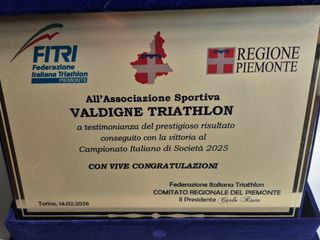 FITRI
Federazione
Italiana Triathlon
PIEMONTE
REGIONE
PIEMONTE
All'Associazione Sportiva
VALDIGNE TRIATHLON
a testimonianza del prestigioso risultato
conseguito con la vittoria al
Campionato Italiano di Società 2025
CON VIVE CONGRATULAZIONI
Federazione Italiana Triathlon
COMITATO REGIONALE DEL PIEMONTE
Torino, 14.02.2026
Il Presidente Carlo Rista